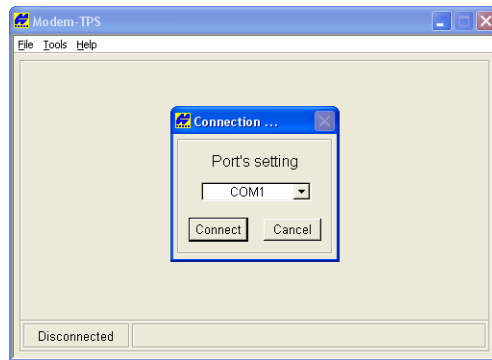 Modem-TPS
File Tools Help
Connection ...
Port's setting
COM1
Connect Cancel
Disconnected